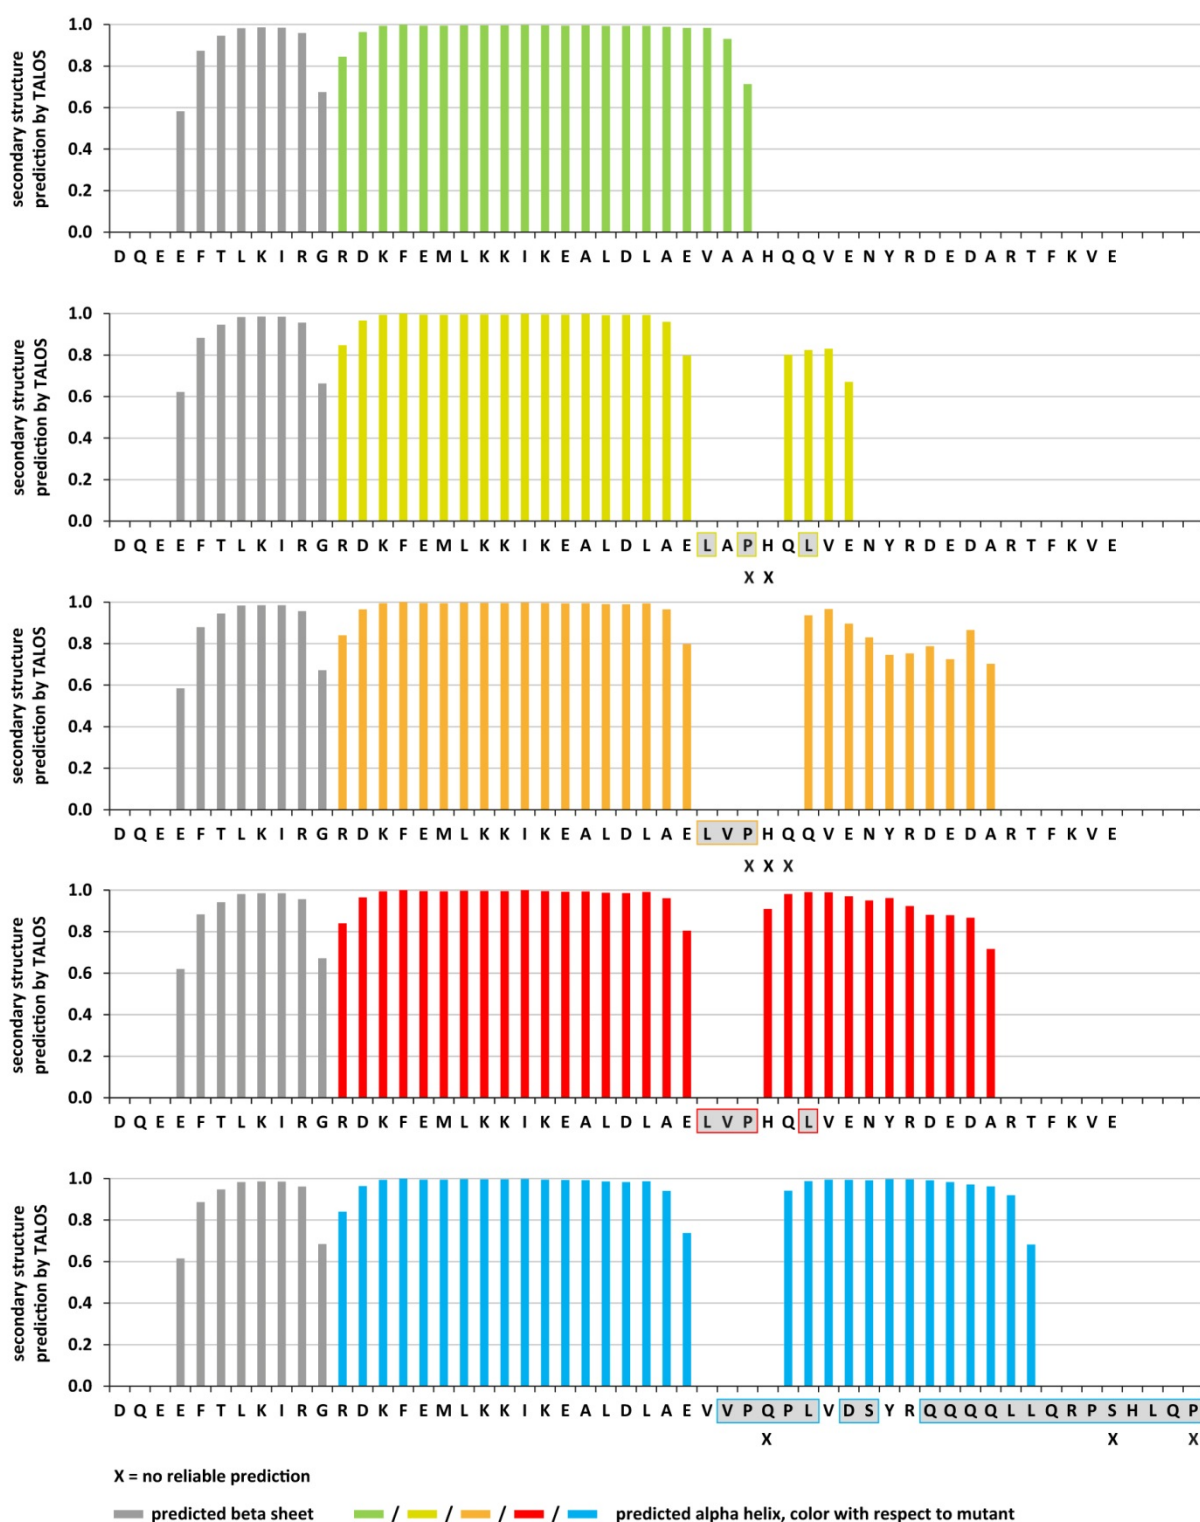 secondary structure
prediction by TALOS
1.0
0.8
0.6
0.4
0.2
0.0
D Q E E F T L K I R G R D K F E M L K K I K E A L D L A E V A A H Q Q V E N Y R D E D A R T F K V E
secondary structure
prediction by TALOS
1.0
0.8
0.6
0.4
0.2
0.0
D Q E E F T L K I R G R D K F E M L K K I K E A L D L A E L A P H Q L V E N Y R D E D A R T F K V E
X X
secondary structure
prediction by TALOS
1.0
0.8
0.6
0.4
0.2
0.0
D Q E E F T L K I R G R D K F E M L K K I K E A L D L A E L V P H Q Q V E N Y R D E D A R T F K V E
X X X
secondary structure
prediction by TALOS
1.0
0.8
0.6
0.4
0.2
0.0
D Q E E F T L K I R G R D K F E M L K K I K E A L D L A E L V P H Q L V E N Y R D E D A R T F K V E
secondary structure
prediction by TALOS
1.0
0.8
0.6
0.4
0.2
0.0
D Q E E F T L K I R G R D K F E M L K K I K E A L D L A E V V P Q P L V D S Y R Q Q Q Q L L Q R P S H L Q P
X X X
X = no reliable prediction
predicted beta sheet / / / / predicted alpha helix, color with respect to mutant